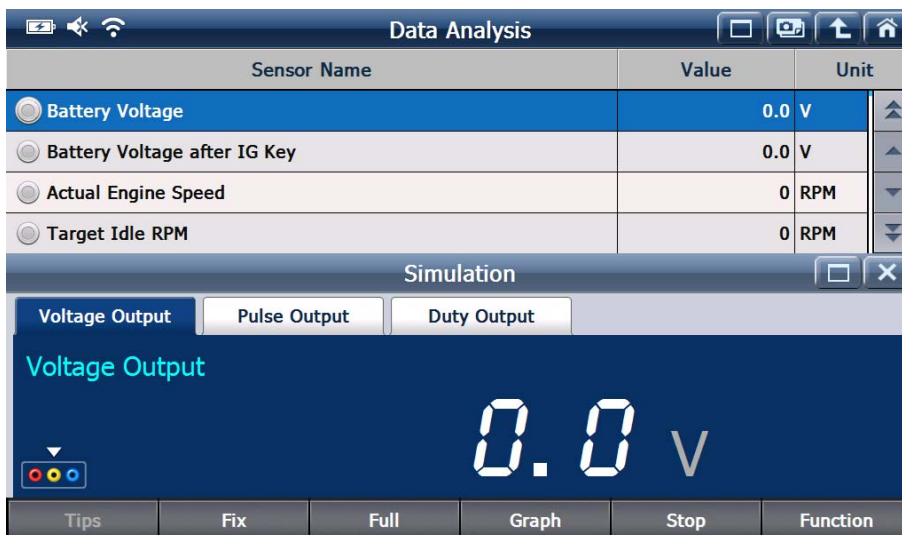 Data Analysis
Sensor Name Value Unit
Battery Voltage 0.0 V
Battery Voltage after IG Key 0.0 V
Actual Engine Speed 0 RPM
Target Idle RPM 0 RPM
Simulation
Voltage Output Pulse Output Duty Output
Voltage Output
0.0 V
Tips Fix Full Graph Stop Function